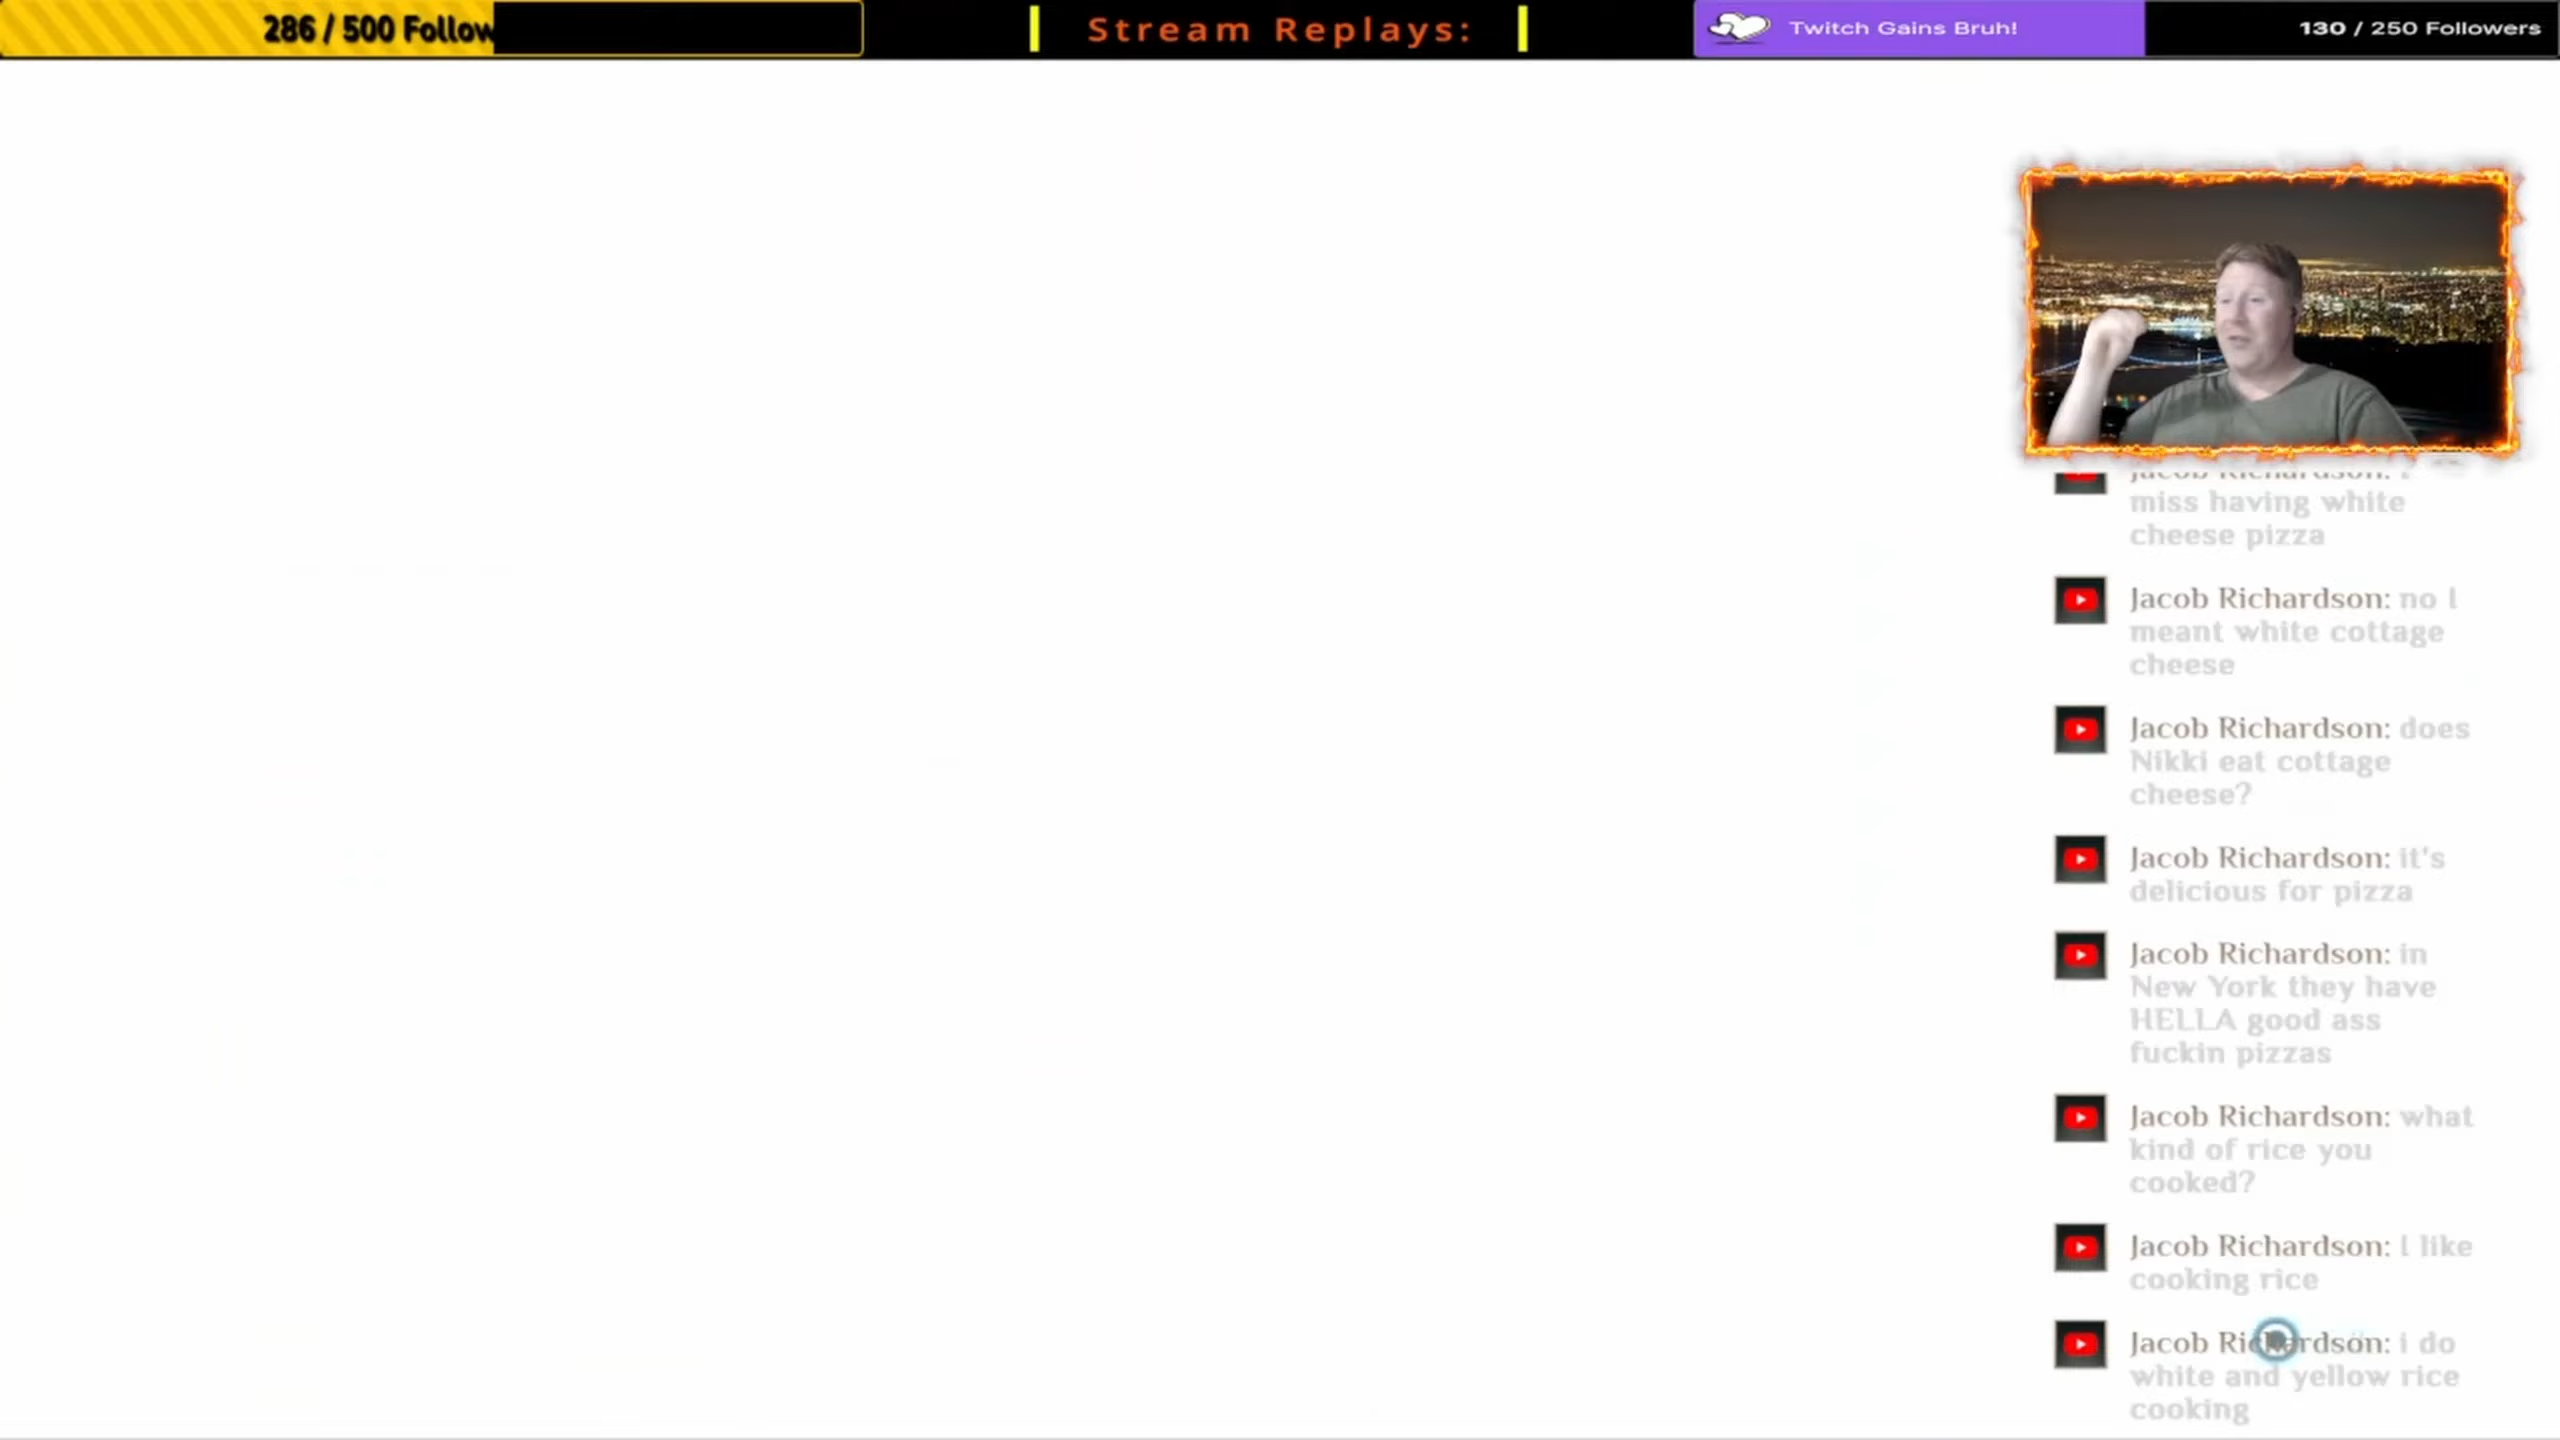 286 / 500 Follow
Stream Replays:
Twitch Gains Bruh!
130 / 250 Followers
Jacob Richardson: I
miss having white
cheese pizza
Jacob Richardson: no I
meant white cottage
cheese
Jacob Richardson: does
Nikki eat cottage
cheese?
Jacob Richardson: it's
delicious for pizza
Jacob Richardson: in
New York they have
HELLA good ass
fuckin pizzas
Jacob Richardson: what
kind of rice you
cooked?
Jacob Richardson: I like
cooking rice
Jacob Richardson: i do
white and yellow rice
cooking